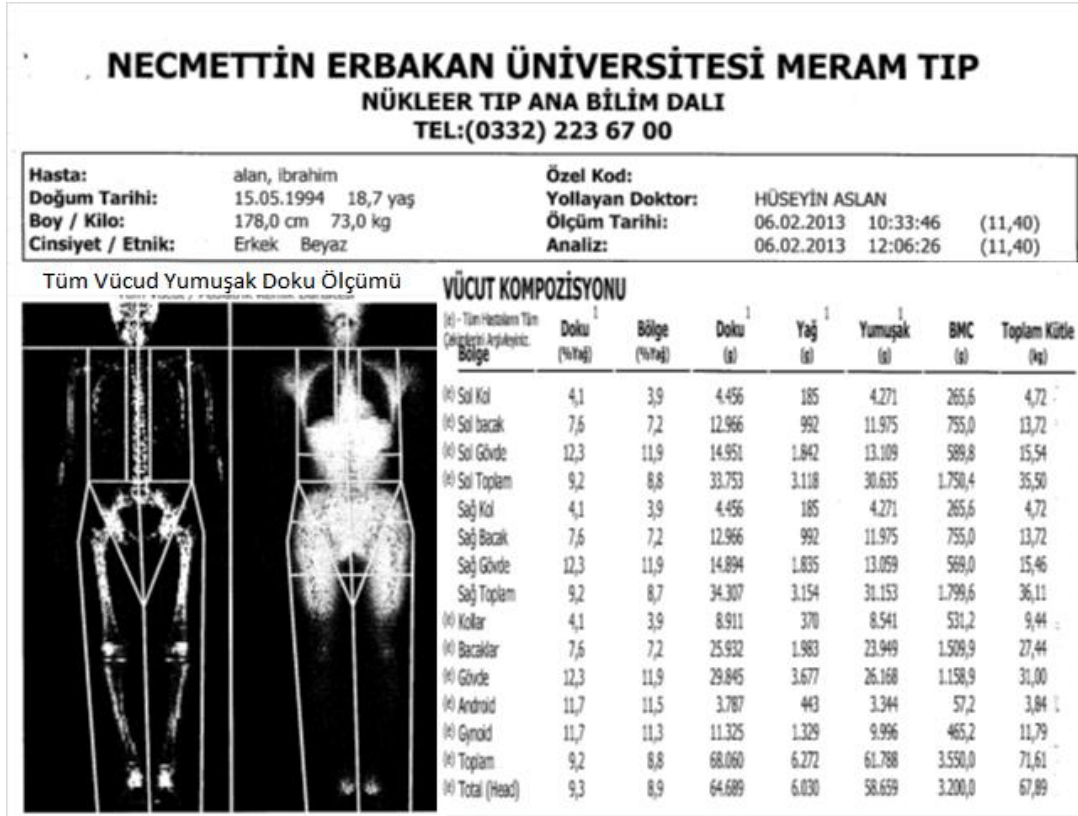 NECMETTİN ERBAKAN ÜNİVERSİTESİ MERAM TIP
NÜKLEER TIP ANA BİLİM DALI
TEL:(0332) 223 67 00
Hasta: alan, ibrahim Özel Kod:
Doğum Tarihi: 15.05.1994 18,7 yaş Yollayan Doktor: HÜSEYİN ASLAN
Boy / Kilo: 178,0 cm 73,0 kg Ölçüm Tarihi: 06.02.2013 10:33:46 (11,40)
Cinsiyet / Etnik: Erkek Beyaz Analiz: 06.02.2013 12:06:26 (11,40)
Tüm Vücud Yumuşak Doku Ölçümü
VÜCUT KOMPOZİSYONU
(e) - Tüm Hastaların Tüm
Bölge Doku 1 (%Yağ) Bölge (%Yağ) Doku 1 (g) Yağ 1 (g) Yumuşak 1 (g) BMC (g) Toplam Kütle (kg)
(e) Sol Kol 4,1 3,9 4.456 185 4.271 265,6 4,72
(e) Sol bacak 7,6 7,2 12.966 992 11.975 755,0 13,72
(e) Sol Gövde 12,3 11,9 14.951 1.842 13.109 589,8 15,54
(e) Sol Toplam 9,2 8,8 33.753 3.118 30.635 1.750,4 35,50
Sağ Kol 4,1 3,9 4.456 185 4.271 265,6 4,72
Sağ Bacak 7,6 7,2 12.966 992 11.975 755,0 13,72
Sağ Gövde 12,3 11,9 14.894 1.835 13.059 569,0 15,46
Sağ Toplam 9,2 8,7 34.307 3.154 31.153 1.799,6 36,11
(e) Kollar 4,1 3,9 8.911 370 8.541 531,2 9,44
(e) Bacaklar 7,6 7,2 25.932 1.983 23.949 1.509,9 27,44
(e) Gövde 12,3 11,9 29.845 3.677 26.168 1.158,9 31,00
(e) Android 11,7 11,5 3.787 443 3.344 57,2 3,84
(e) Gynoid 11,7 11,3 11.325 1.329 9.996 465,2 11,79
(e) Toplam 9,2 8,8 68.060 6.272 61.788 3.550,0 71,61
(e) Total (Head) 9,3 8,9 64.689 6.030 58.659 3.200,0 67,89